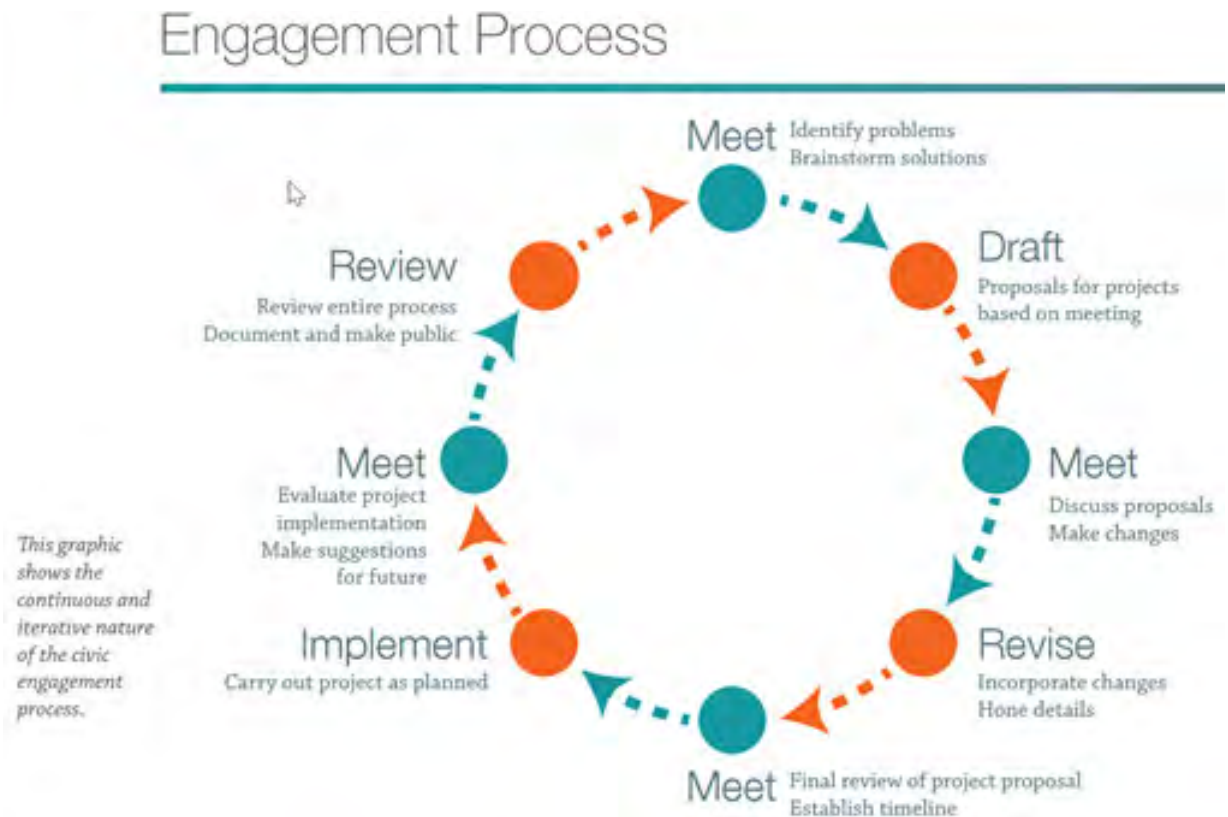 Engagement Process
Meet
Identify problems
Brainstorm solutions
Draft
Proposals for projects
based on meeting
Meet
Discuss proposals
Make changes
Revise
Incorporate changes
Hone details
Meet
Final review of project proposal
Establish timeline
Implement
Carry out project as planned
Meet
Evaluate project
implementation
Make suggestions
for future
Review
Review entire process
Document and make public
This graphic
shows the
continuous and
iterative nature
of the civic
engagement
process.